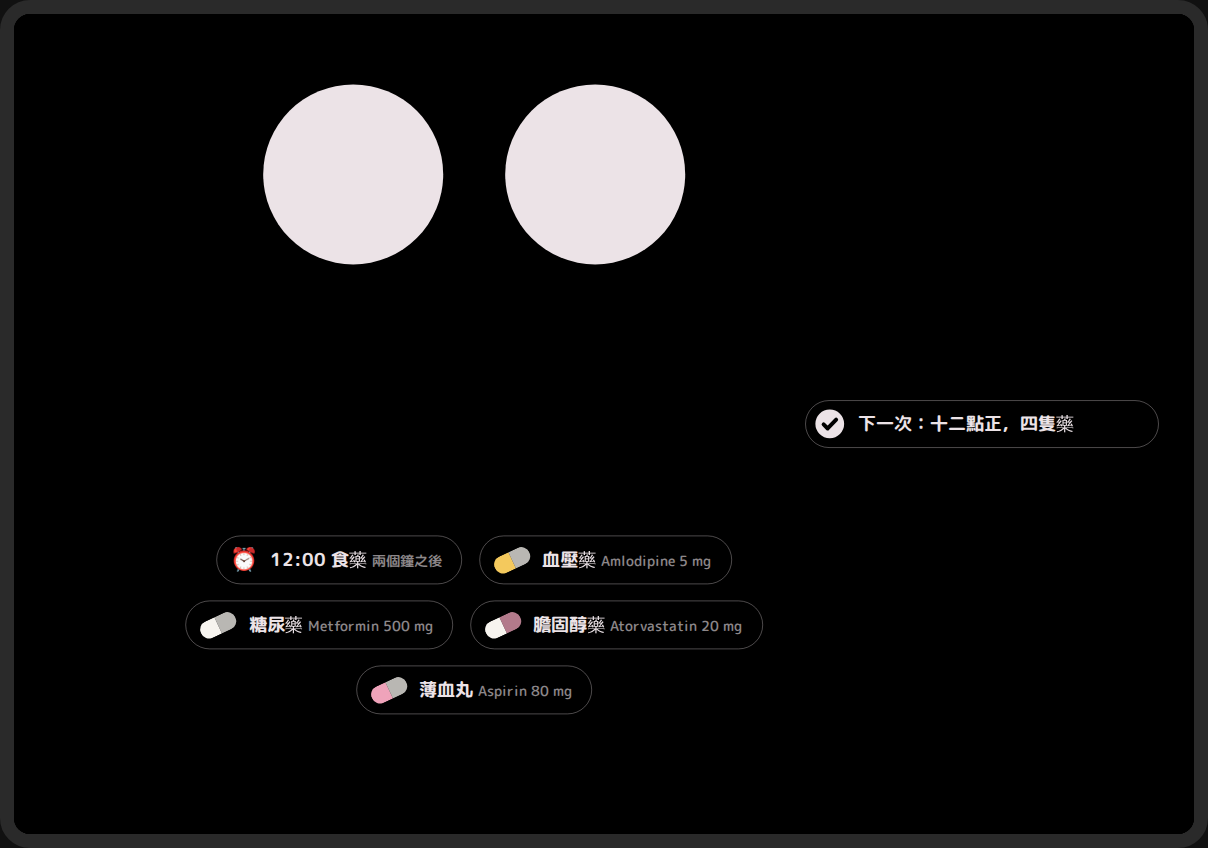 下一次：十二點正，四隻藥
12:00 食藥 兩個鐘之後
血壓藥 Amlodipine 5 mg
糖尿藥 Metformin 500 mg
膽固醇藥 Atorvastatin 20 mg
薄血丸 Aspirin 80 mg